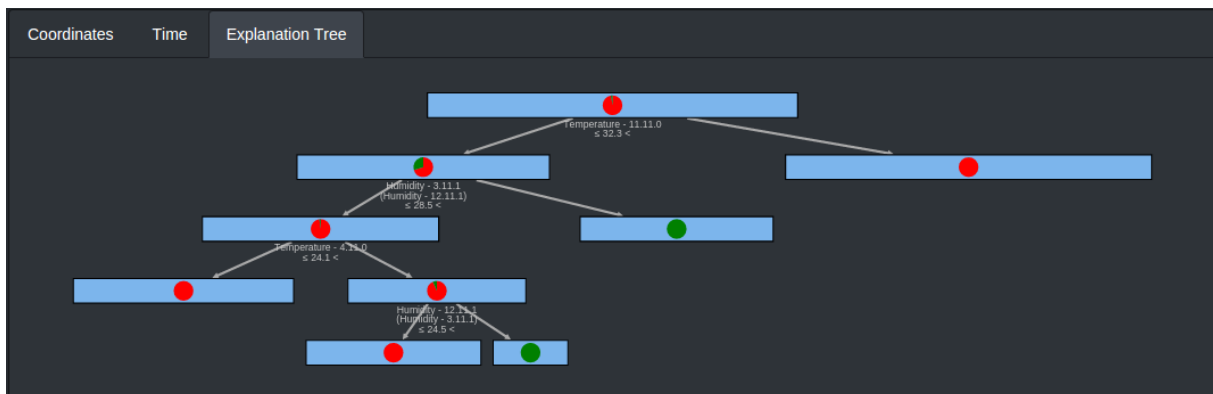 Coordinates Time Explanation Tree
Temperature - 11.11.0
≤ 32.3 <
Humidity - 3.11.1
(Humidity - 12.11.1)
≤ 28.5 <
Temperature - 4.11.0
≤ 24.1 <
Humidity - 12.11.1
(Humidity - 3.11.1)
≤ 24.5 <